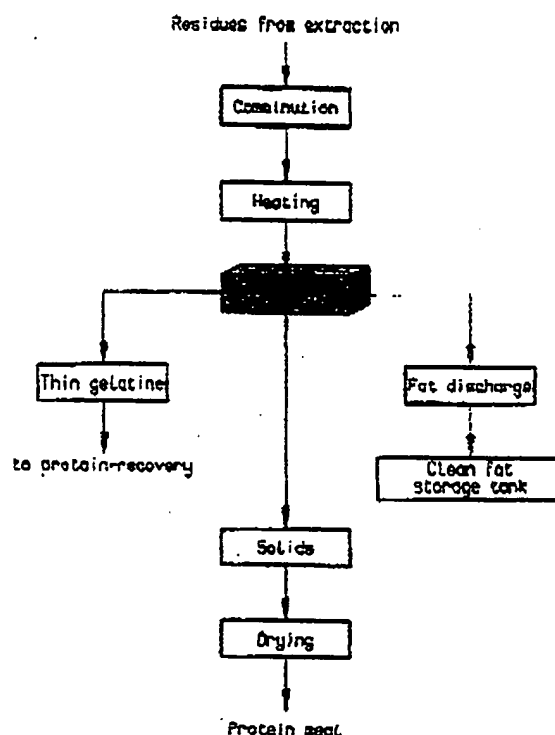 Residues from extraction
Comminution
Heating
Thin gelatine
Fat discharge
to protein-recovery
Clean fat
storage tank
Solids
Drying
Protein meal